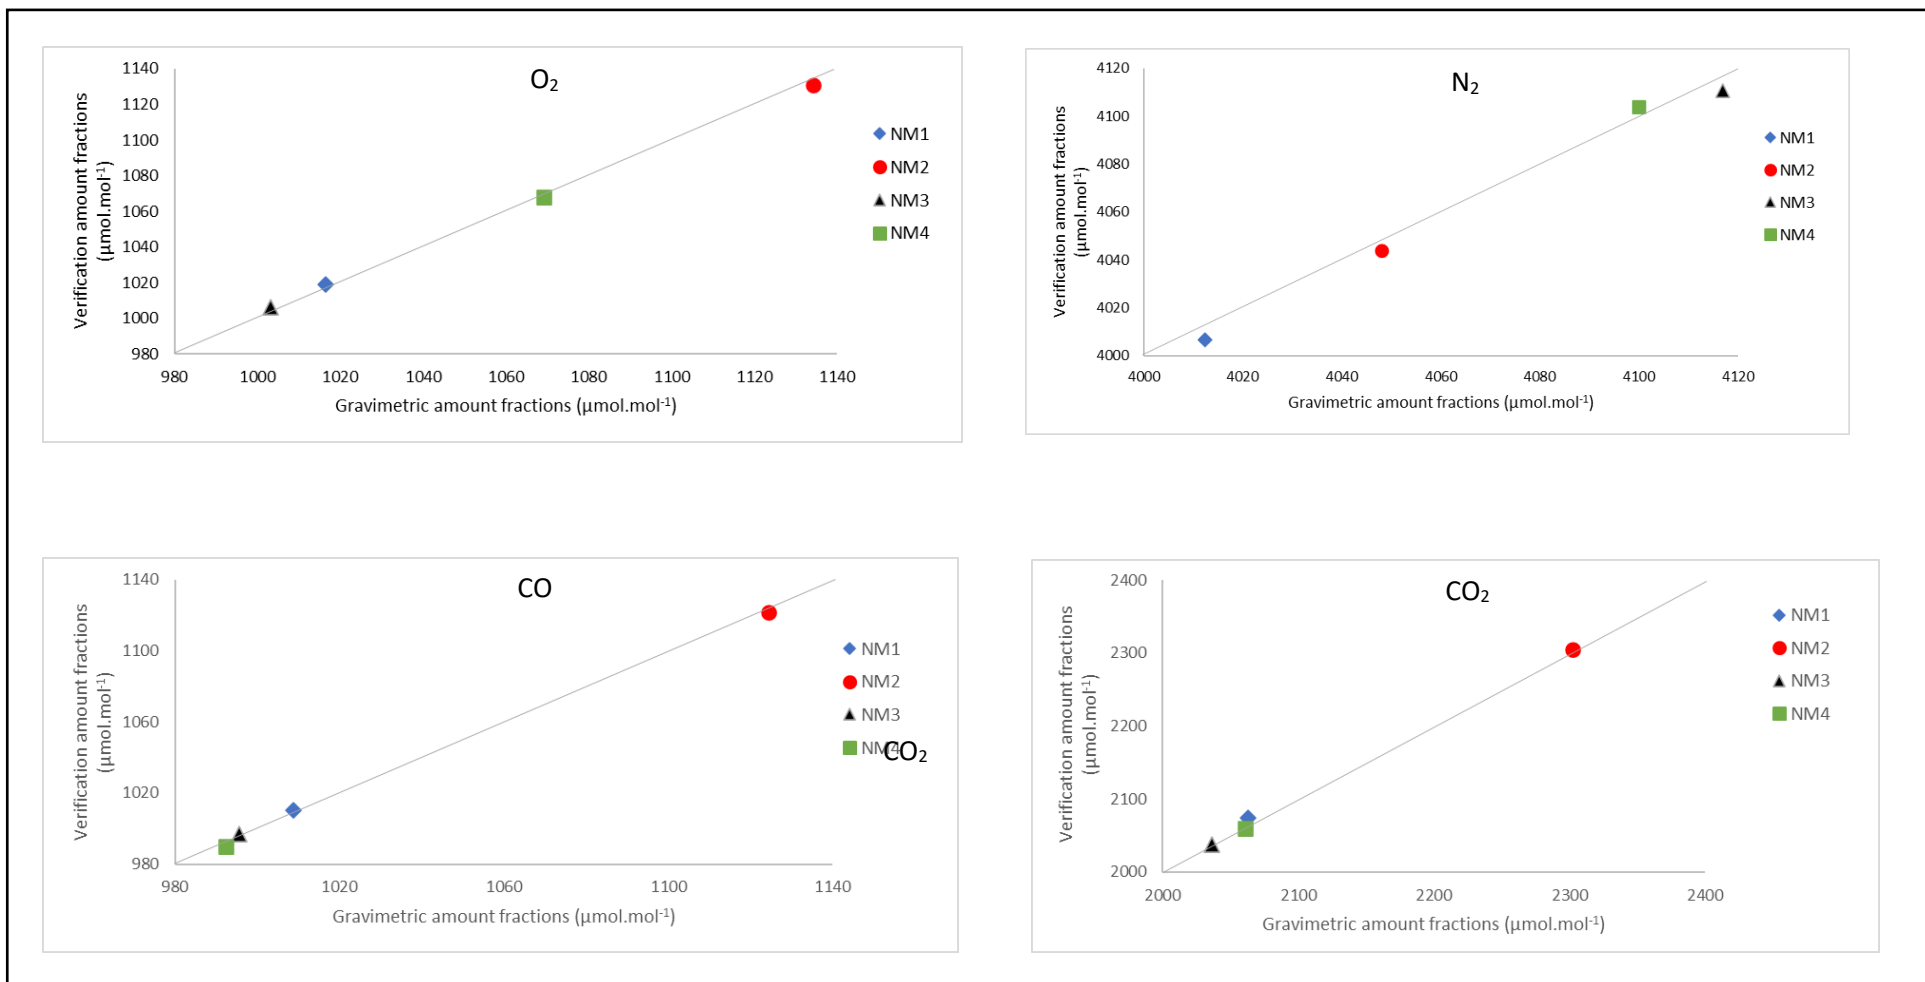 O₂
Verification amount fractions
(µmol.mol⁻¹)
1140
1120
1100
1080
1060
1040
1020
1000
980
980 1000 1020 1040 1060 1080 1100 1120 1140
Gravimetric amount fractions (µmol.mol⁻¹)
NM1
NM2
NM3
NM4
N₂
Verification amount fractions
(µmol.mol⁻¹)
4120
4100
4080
4060
4040
4020
4000
4000 4020 4040 4060 4080 4100 4120
Gravimetric amount fractions (µmol.mol⁻¹)
NM1
NM2
NM3
NM4
CO
Verification amount fractions
(µmol.mol⁻¹)
1140
1100
1060
1020
980
980 1020 1060 1100 1140
Gravimetric amount fractions (µmol.mol⁻¹)
NM1
NM2
NM3
NM4
CO₂
CO₂
Verification amount fractions
(µmol.mol⁻¹)
2400
2300
2200
2100
2000
2000 2100 2200 2300 2400
Gravimetric amount fractions (µmol.mol⁻¹)
NM1
NM2
NM3
NM4